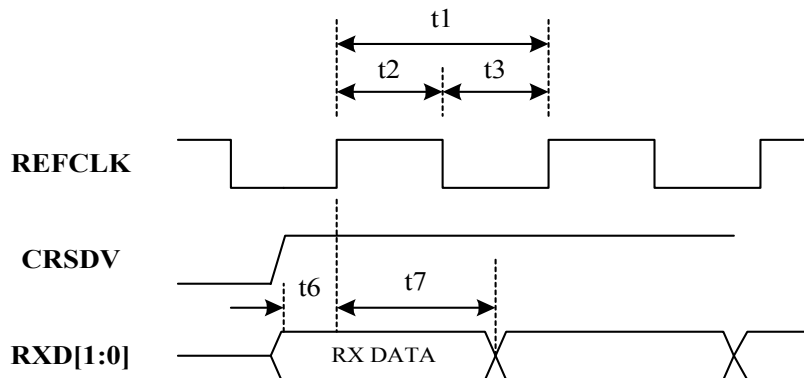 t1
t2 t3
REFCLK
CRSDV
t6 t7
RXD[1:0] RX DATA